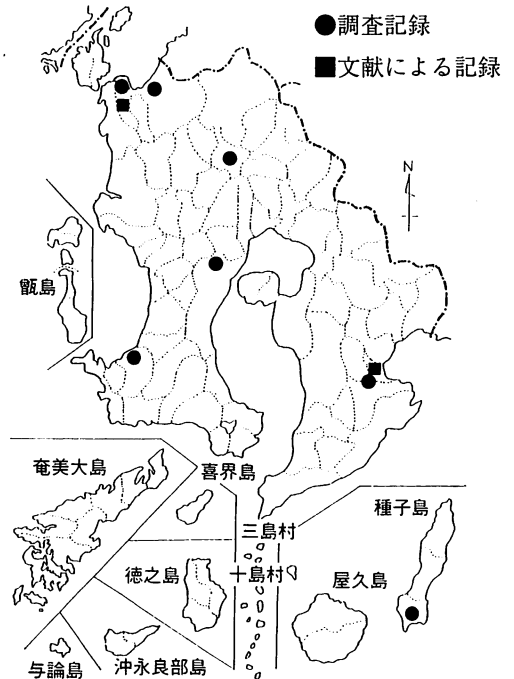 ●調査記録
■文献による記録
N
甑島
奄美大島
喜界島
種子島
三島村
徳之島
十島村
屋久島
与論島
沖永良部島